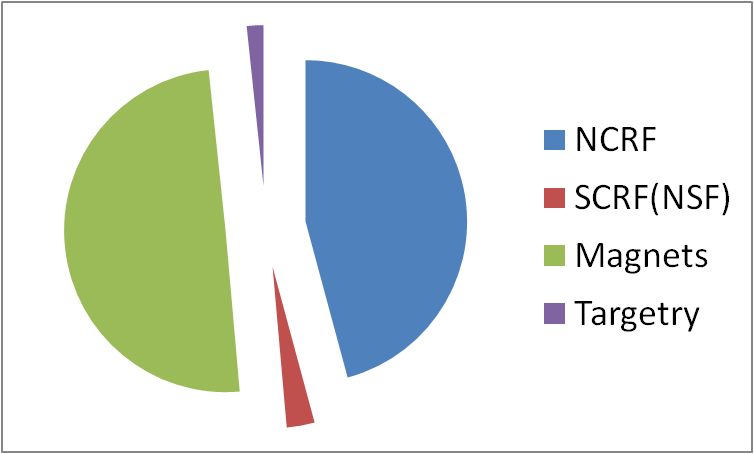 NCRF
SCRF(NSF)
Magnets
Targetry